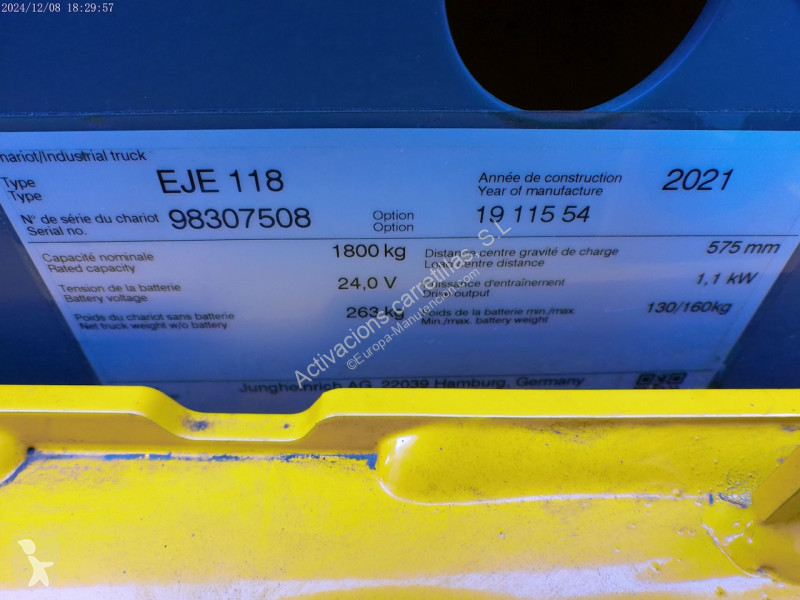 2024/12/08 18:29:57
hariot/Industrial truck
Type EJE 118 Année de construction 2021
Type Year of manufacture
N° de série du chariot 98307508 Option 19 115 54
Serial no. Option
Capacité nominale 1800 kg Distance centre gravité de charge 575 mm
Rated capacity Load centre distance
Tension de la batterie 24,0 V Puissance d'entraînement 1,1 kW
Battery voltage Drive output
Poids du chariot sans batterie 263 kg Poids de la batterie min./max. 130/160kg
Net truck weight w/o battery Min./max. battery weight
Jungheinrich AG, 22039 Hamburg, Germany
Activacions carretillas, S.L
©Europa-Manutención.com